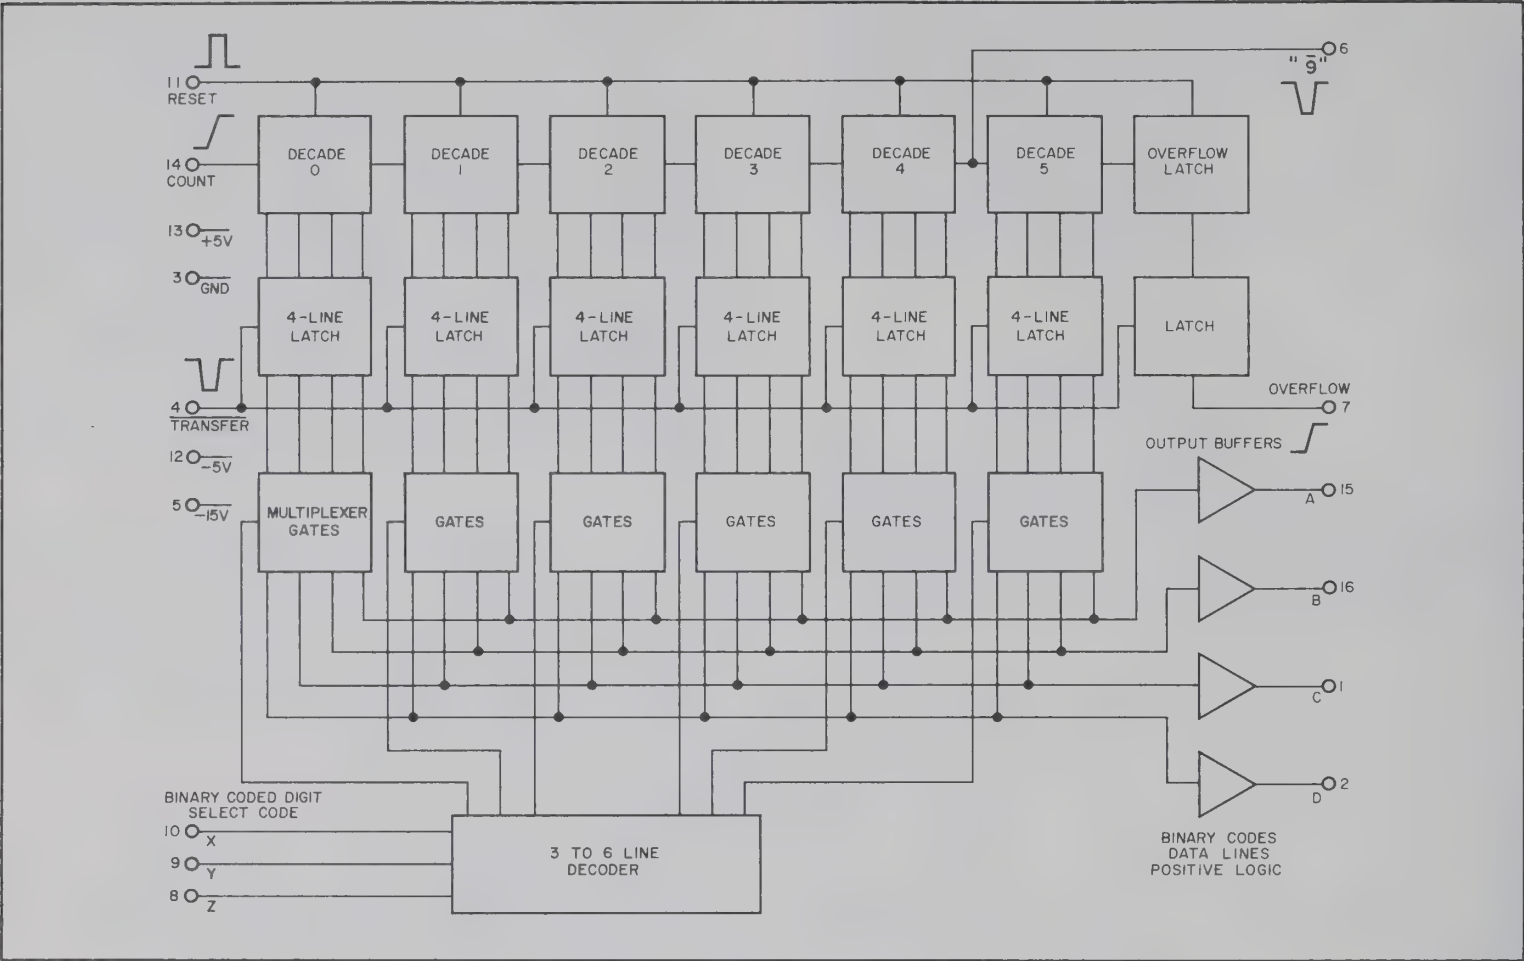 11
RESET
14
COUNT
13
+5V
3
GND
4
TRANSFER
12
-5V
5
-15V
6
" 9̅ "
DECADE
0
DECADE
1
DECADE
2
DECADE
3
DECADE
4
DECADE
5
OVERFLOW
LATCH
4-LINE
LATCH
4-LINE
LATCH
4-LINE
LATCH
4-LINE
LATCH
4-LINE
LATCH
4-LINE
LATCH
LATCH
OVERFLOW
7
OUTPUT BUFFERS
MULTIPLEXER
GATES
GATES
GATES
GATES
GATES
GATES
A
15
B
16
C
1
D
2
BINARY CODED DIGIT
SELECT CODE
10
X
9
Y
8
Z
3 TO 6 LINE
DECODER
BINARY CODES
DATA LINES
POSITIVE LOGIC